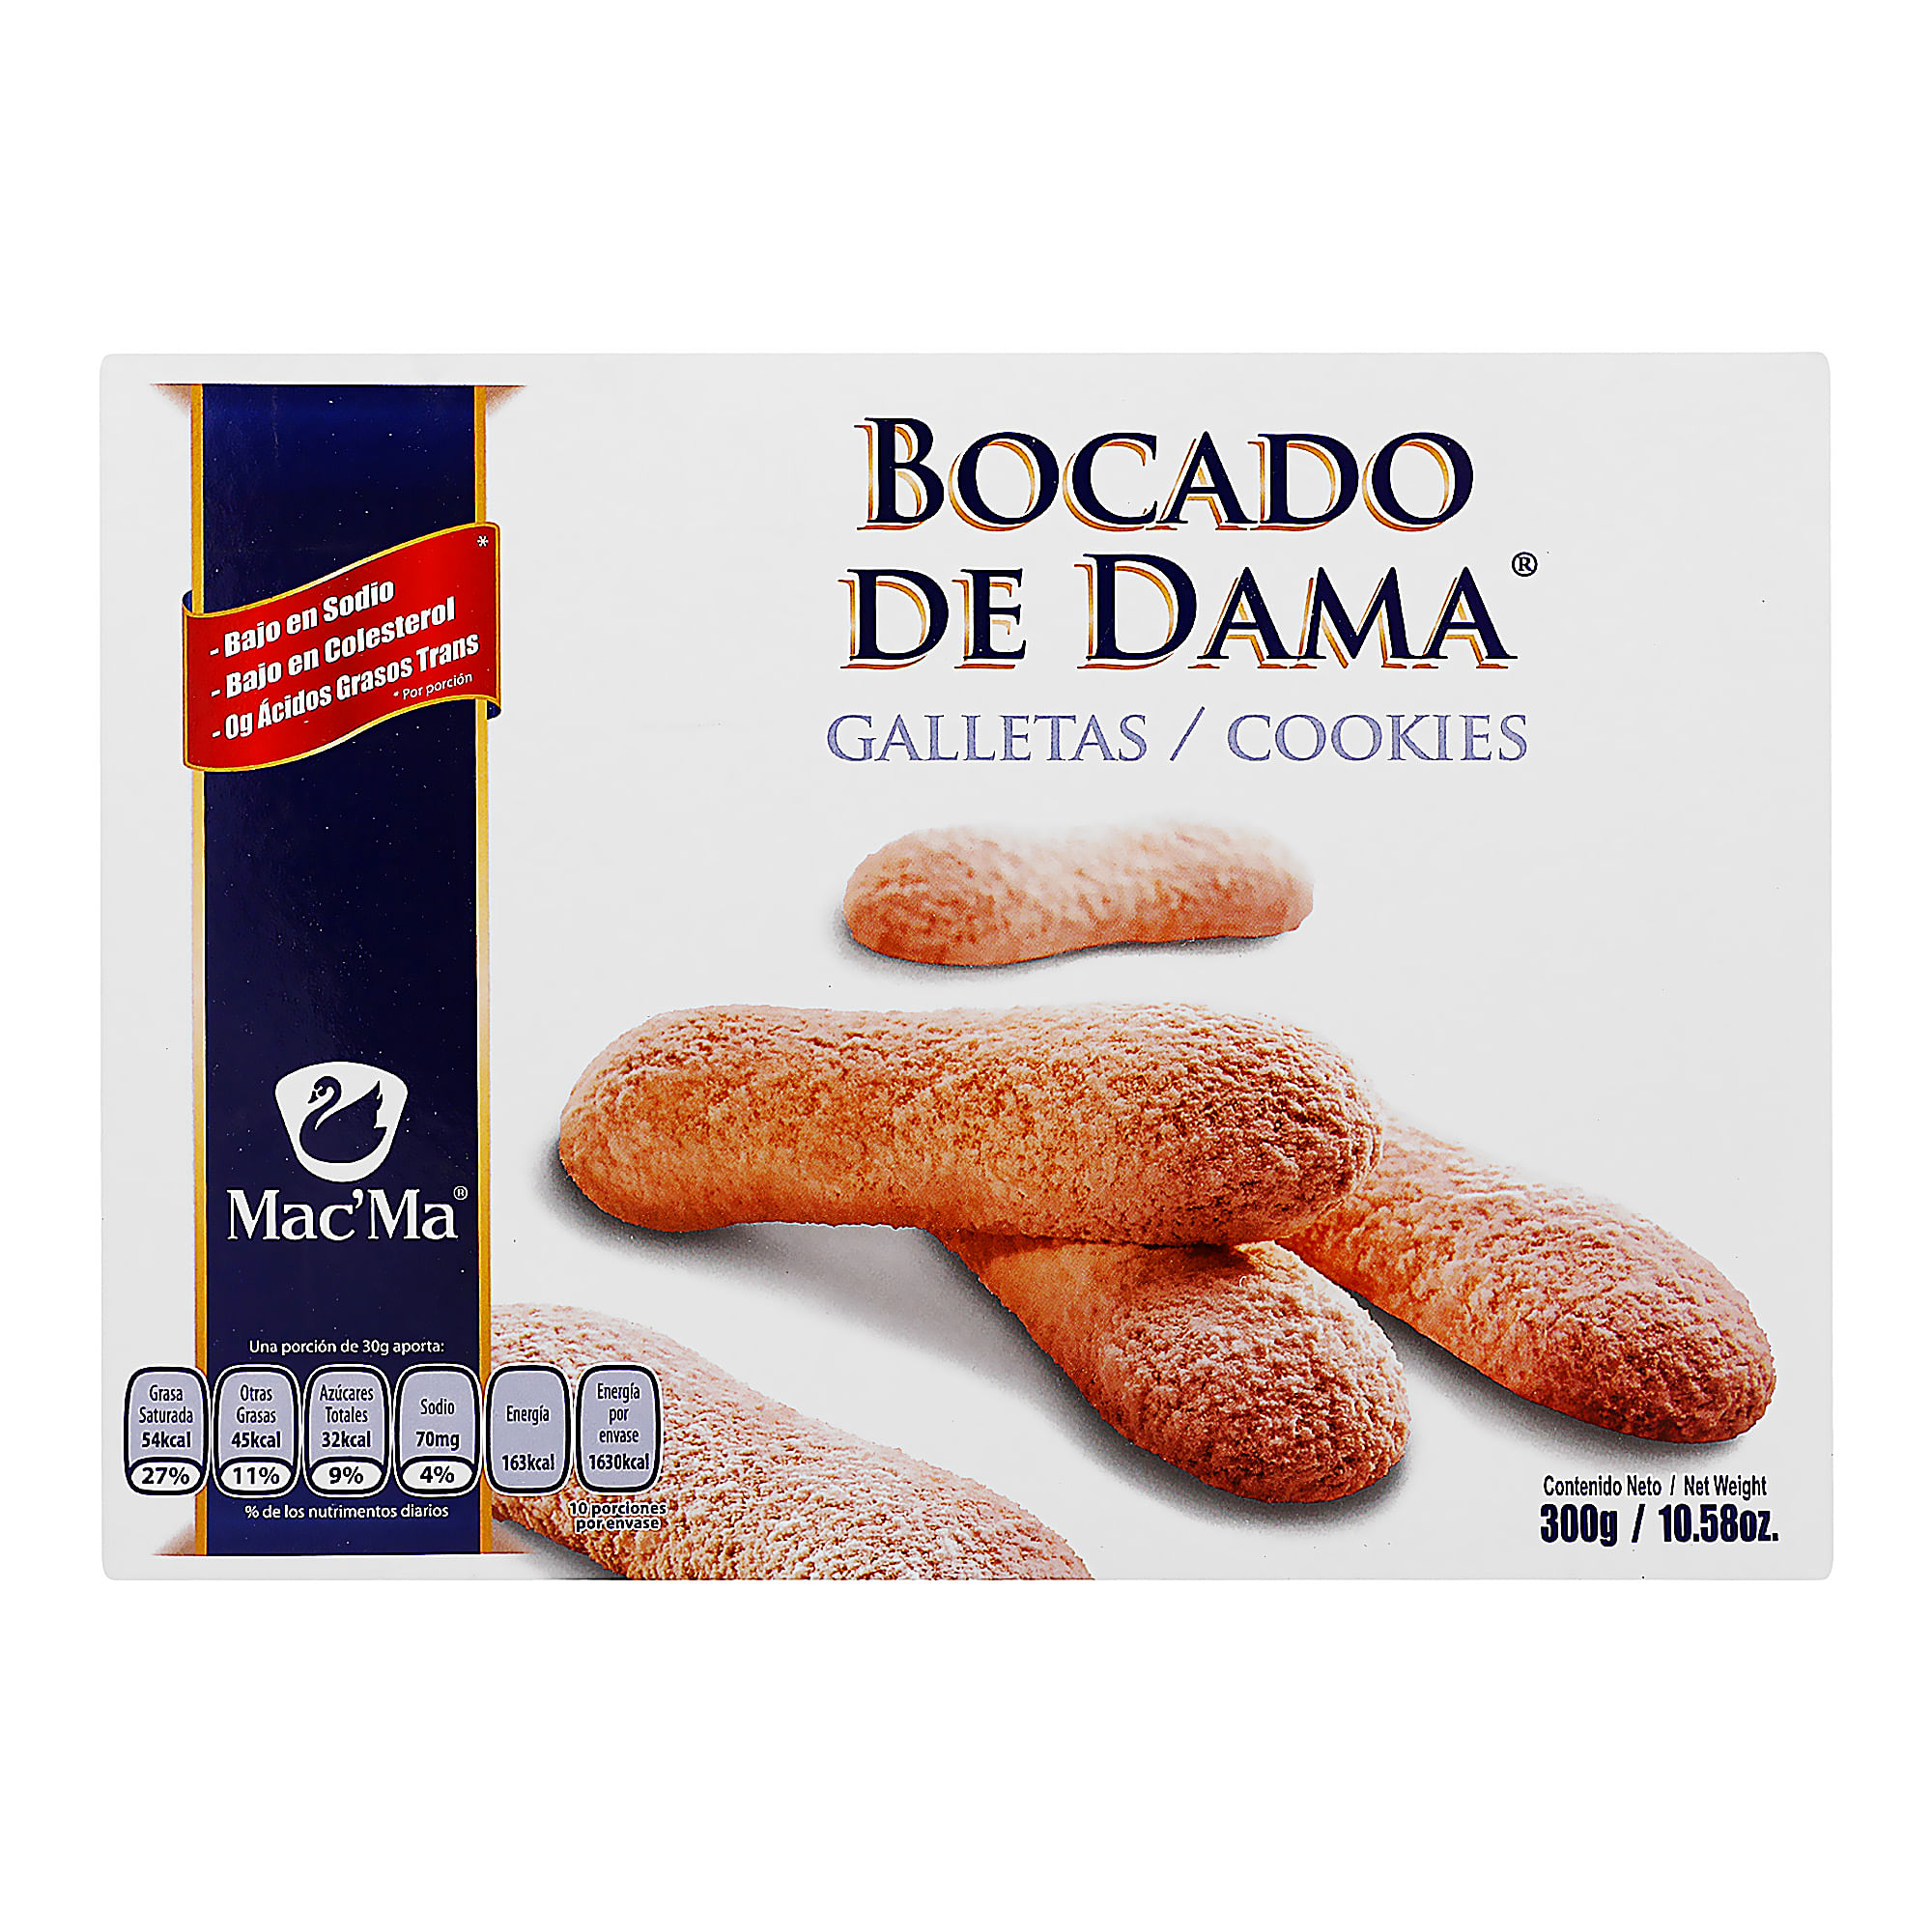 BOCADO
DE DAMA®
GALLETAS / COOKIES
*
- Bajo en Sodio
- Bajo en Colesterol
- 0g Ácidos Grasos Trans
* Por porción
Mac'Ma®
Una porción de 30g aporta:
Grasa
Saturada
54kcal
27%
Otras
Grasas
45kcal
11%
Azúcares
Totales
32kcal
9%
Sodio
70mg
4%
Energía
163kcal
Energía
por
envase
1630kcal
% de los nutrimentos diarios
10 porciones
por envase
Contenido Neto / Net Weight
300g / 10.58oz.